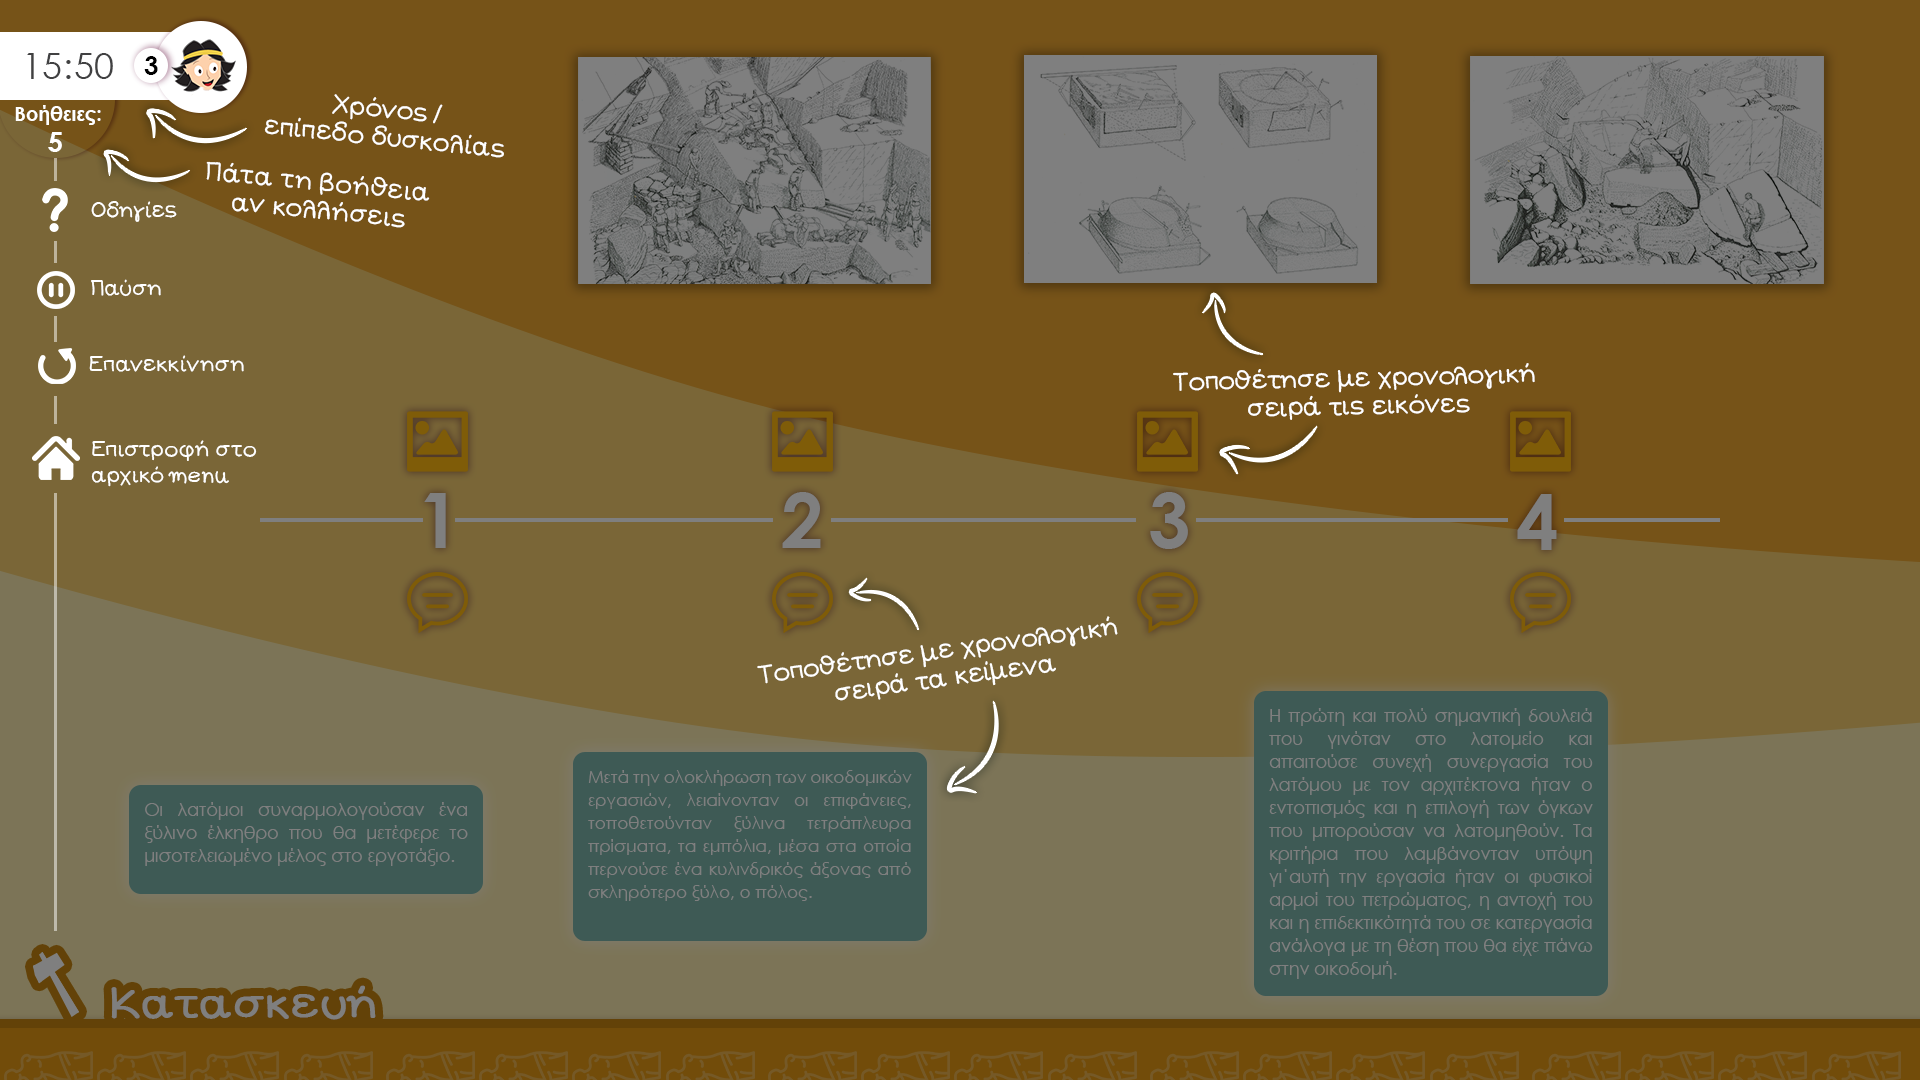 15:50
3
Βοήθειες:
5
Χρόνος /
επίπεδο δυσκολίας
Πάτα τη βοήθεια
αν κολλήσεις
Οδηγίες
Παύση
Επανεκκίνηση
Επιστροφή στο
αρχικό menu
Τοποθέτησε με χρονολογική
σειρά τις εικόνες
1
2
3
4
Τοποθέτησε με χρονολογική
σειρά τα κείμενα
Οι λατόμοι συναρμολογούσαν ένα
ξύλινο έλκηθρο που θα μετέφερε το
μισοτελειωμένο μέλος στο εργοτάξιο.
Μετά την ολοκλήρωση των οικοδομικών
εργασιών, λειαίνονταν οι επιφάνειες,
τοποθετούνταν ξύλινα τετράπλευρα
πρίσματα, τα εμπόλια, μέσα στα οποία
περνούσε ένα κυλινδρικός άξονας από
σκληρότερο ξύλο, ο πόλος.
Η πρώτη και πολύ σημαντική δουλειά
που γινόταν στο λατομείο και
απαιτούσε συνεχή συνεργασία του
λατόμου με τον αρχιτέκτονα ήταν ο
εντοπισμός και η επιλογή των όγκων
που μπορούσαν να λατομηθούν. Τα
κριτήρια που λαμβάνονταν υπόψη
γι΄αυτή την εργασία ήταν οι φυσικοί
αρμοί του πετρώματος, η αντοχή του
και η επιδεκτικότητά του σε κατεργασία
ανάλογα με τη θέση που θα είχε πάνω
στην οικοδομή.
Κατασκευή